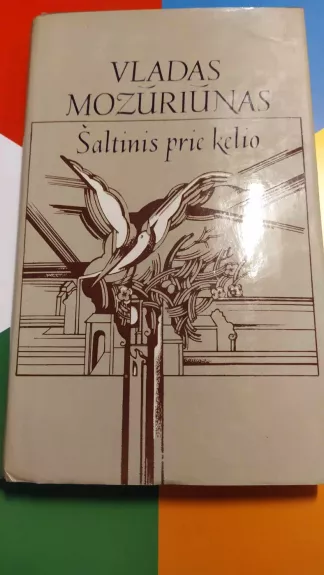 VLADAS
MOZŪRIŪNAS
Šaltinis prie kelio